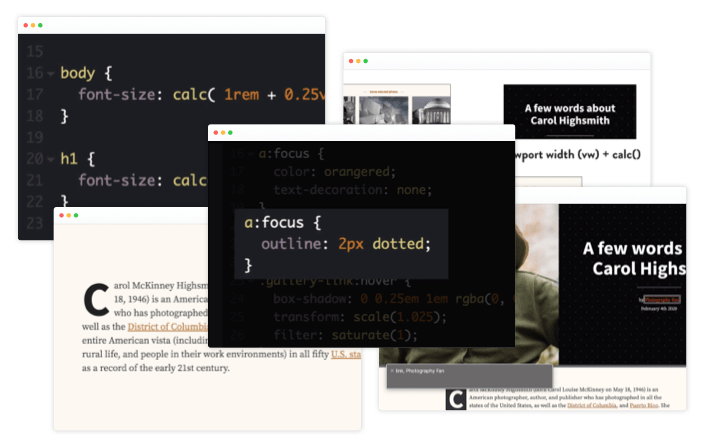 15
16 body {
17 font-size: calc( 1rem + 0.25v
18 }
19
20 h1 {
21 font-size: calc
22 }
23
A few words about
Carol Highsmith
wport width (vw) + calc()
a:focus {
color: orangered;
text-decoration: none;
}
a:focus {
outline: 2px dotted;
}
.gallery-link:hover {
box-shadow: 0 0.25em 1em rgba(0,
transform: scale(1.025);
filter: saturate(1);
Carol McKinney Highsm
18, 1946) is an America
who has photographed
well as the District of Columbia
entire American vista (includin
rural life, and people in their work environments) in all fifty U.S. sta
as a record of the early 21st century.
A few words
Carol Highs
by Photography Fan
February 4th 2020
link, Photography Fan
Carol McKinney Highsmith (born Carol Louise McKinney on May 18, 1946) is an
American photographer, author, and publisher who has photographed in all the
states of the United States, as well as the District of Columbia, and Puerto Rico. She